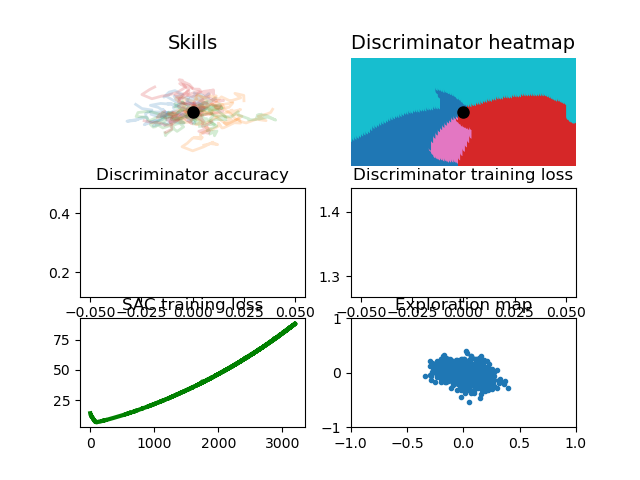 Skills
Discriminator heatmap
Discriminator accuracy
0.4
0.2
−0.050 −0.025 0.000 0.025 0.050
Discriminator training loss
1.4
1.3
−0.050 −0.025 0.000 0.025 0.050
SAC training loss
75
50
25
0 1000 2000 3000
Exploration map
1
0
−1
−1.0 −0.5 0.0 0.5 1.0